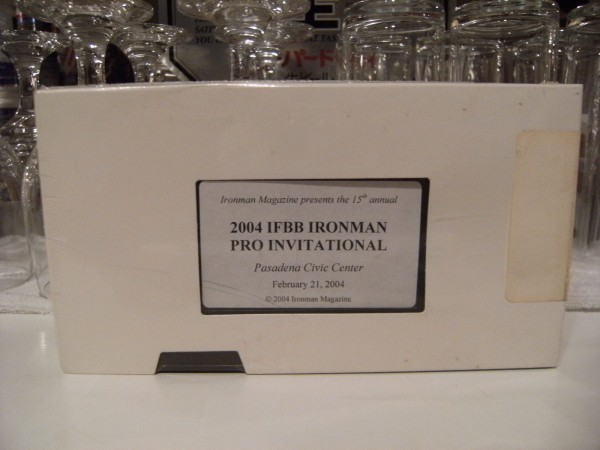 Ironman Magazine presents the 15th annual
2004 IFBB IRONMAN
PRO INVITATIONAL
Pasadena Civic Center
February 21, 2004
© 2004 Ironman Magazine